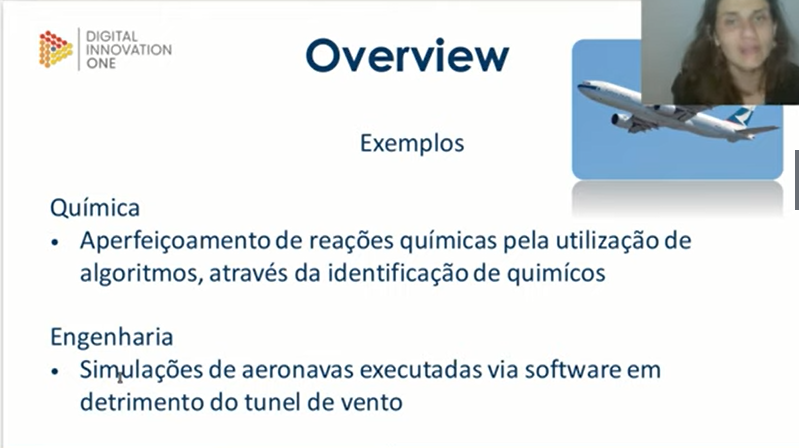 DIGITAL
INNOVATION
ONE
Overview
Exemplos
Química
• Aperfeiçoamento de reações químicas pela utilização de
algoritmos, através da identificação de quimícos
Engenharia
• Simulações de aeronavas executadas via software em
detrimento do tunel de vento